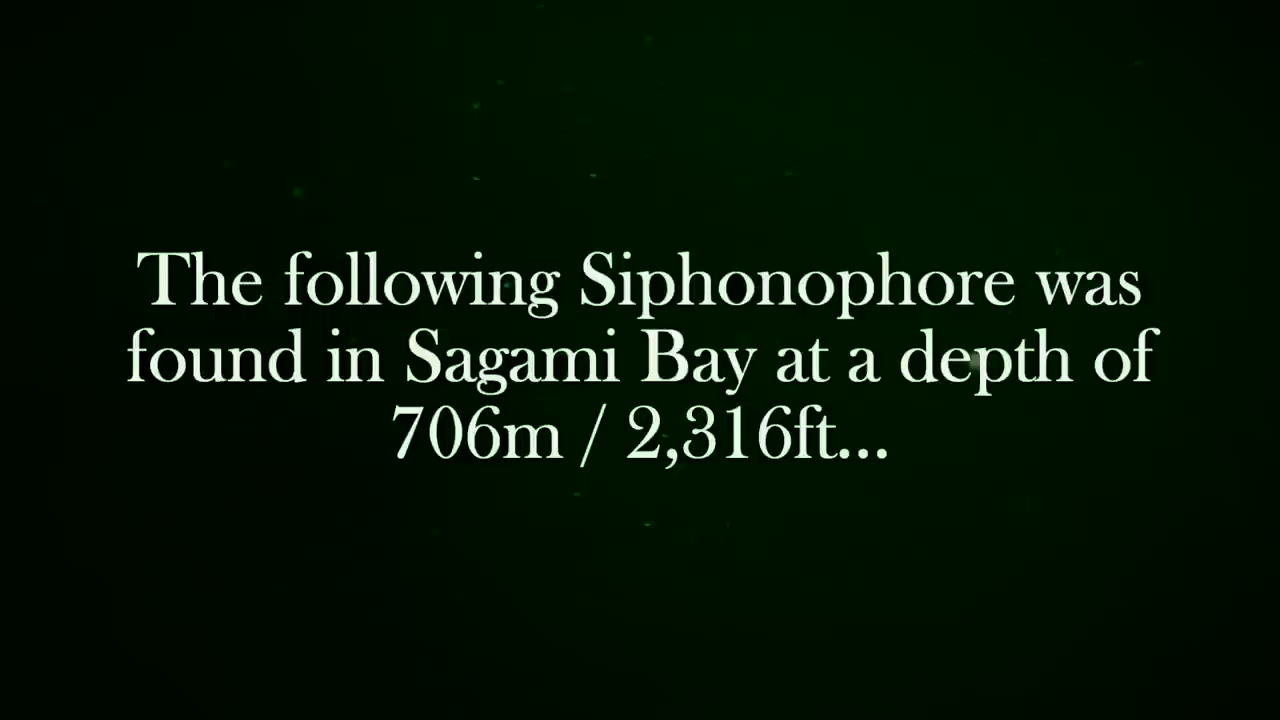 The following Siphonophore was
found in Sagami Bay at a depth of
706m / 2,316ft...